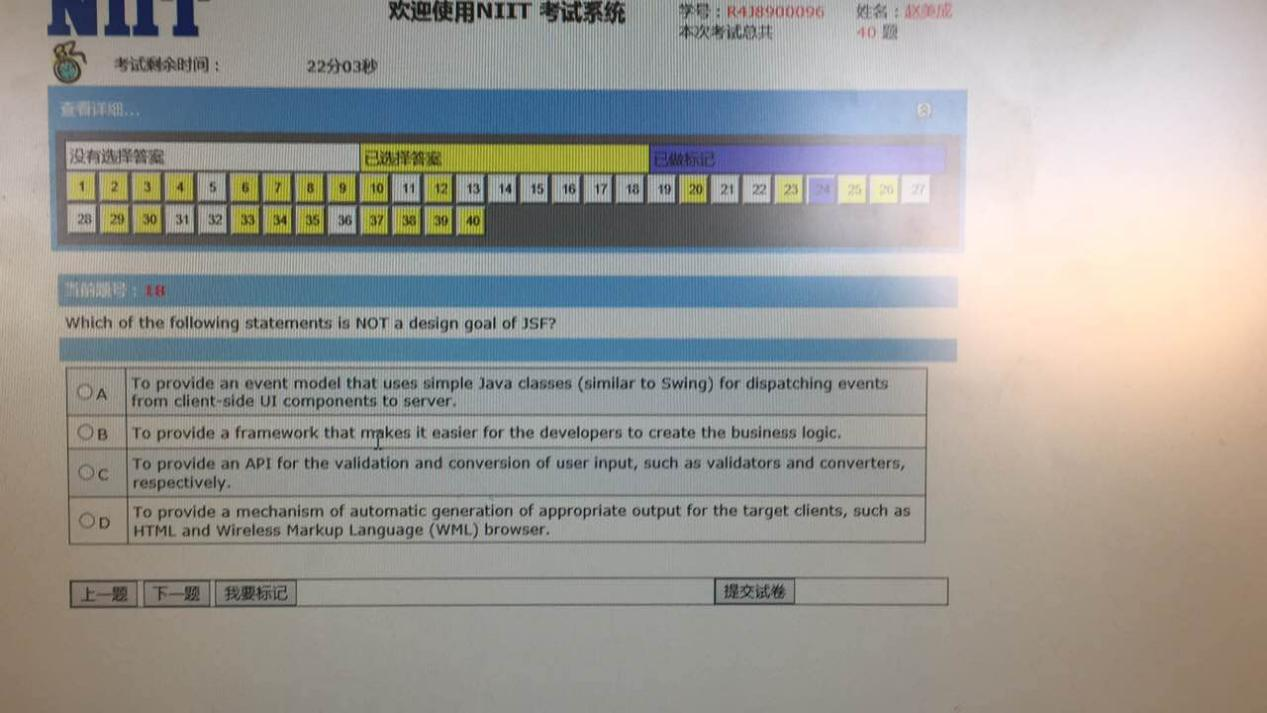 NIIT
欢迎使用NIIT 考试系统
学号：R4J8900096 姓名：赵美成
本次考试总共 40 题
考试剩余时间： 22分03秒
查看详细...
没有选择答案 已选择答案 已做标记
1 2 3 4 5 6 7 8 9 10 11 12 13 14 15 16 17 18 19 20 21 22 23 24 25 26 27
28 29 30 31 32 33 34 35 36 37 38 39 40
当前题号：18
Which of the following statements is NOT a design goal of JSF?
A To provide an event model that uses simple Java classes (similar to Swing) for dispatching events
from client-side UI components to server.
B To provide a framework that makes it easier for the developers to create the business logic.
C To provide an API for the validation and conversion of user input, such as validators and converters,
respectively.
D To provide a mechanism of automatic generation of appropriate output for the target clients, such as
HTML and Wireless Markup Language (WML) browser.
上一题 下一题 我要标记 提交试卷